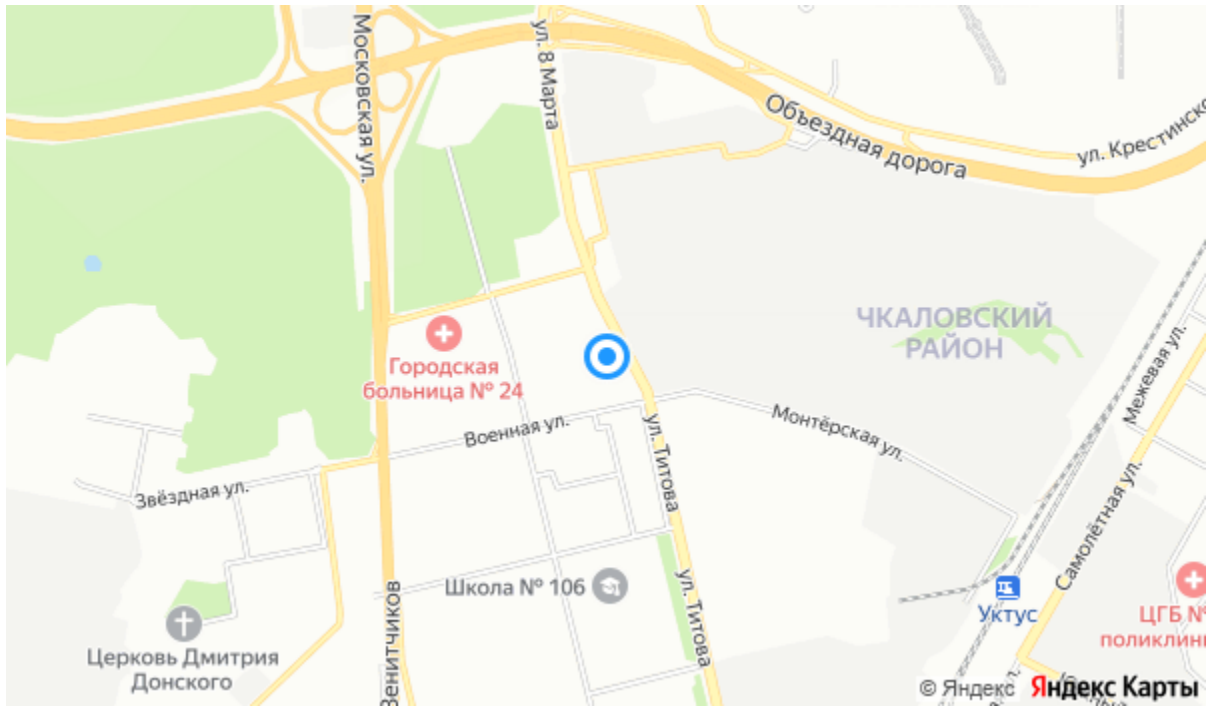 Московская ул.
ул. 8 Марта
Объездная дорога
ул. Крестинско
ЧКАЛОВСКИЙ
РАЙОН
Межевая ул.
Городская
больница № 24
Военная ул.
Монтёрская ул.
ул. Титова
Звёздная ул.
Самолётная ул.
Школа № 106
ул. Титова
Уктус
ЦГБ №
поликлини
Зенитчиков
Церковь Дмитрия
Донского
© Яндекс Яндекс Карты